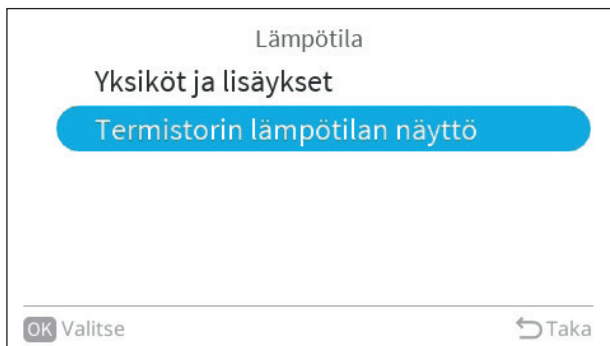 Lämpötila
Yksiköt ja lisäykset
Termistorin lämpötilan näyttö
OK Valitse
Taka